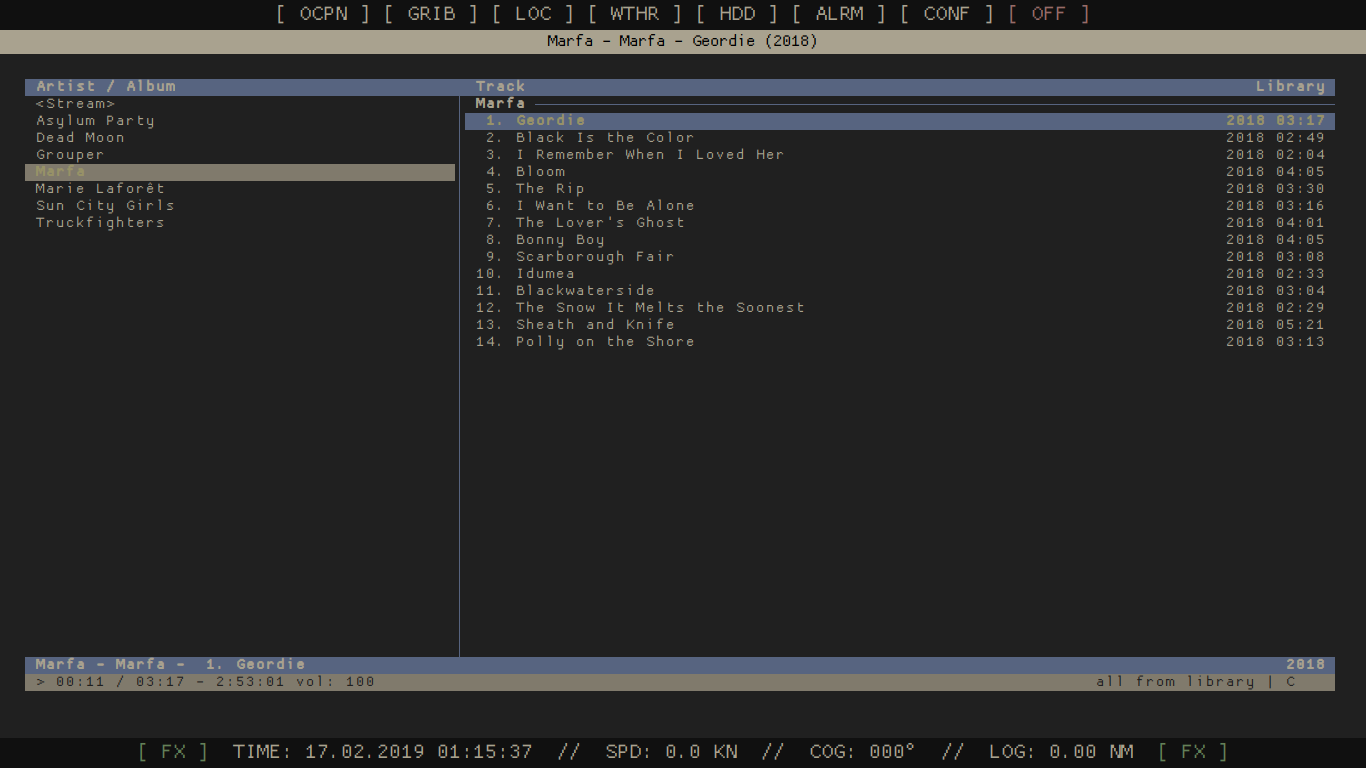 [ OCPN ] [ GRIB ] [ LOC ] [ WTHR ] [ HDD ] [ ALRM ] [ CONF ] [ OFF ]
Marfa - Marfa - Geordie (2018)
Artist / Album Track Library
<Stream> Marfa
Asylum Party 1. Geordie 2018 03:17
Dead Moon 2. Black Is the Color 2018 02:49
Grouper 3. I Remember When I Loved Her 2018 02:04
Marfa 4. Bloom 2018 04:05
Marie Laforêt 5. The Rip 2018 03:30
Sun City Girls 6. I Want to Be Alone 2018 03:16
Truckfighters 7. The Lover's Ghost 2018 04:01
8. Bonny Boy 2018 04:05
9. Scarborough Fair 2018 03:08
10. Idumea 2018 02:33
11. Blackwaterside 2018 03:04
12. The Snow It Melts the Soonest 2018 02:29
13. Sheath and Knife 2018 05:21
14. Polly on the Shore 2018 03:13
Marfa - Marfa - 1. Geordie 2018
> 00:11 / 03:17 - 2:53:01 vol: 100 all from library | C
[ FX ] TIME: 17.02.2019 01:15:37 // SPD: 0.0 KN // COG: 000° // LOG: 0.00 NM [ FX ]